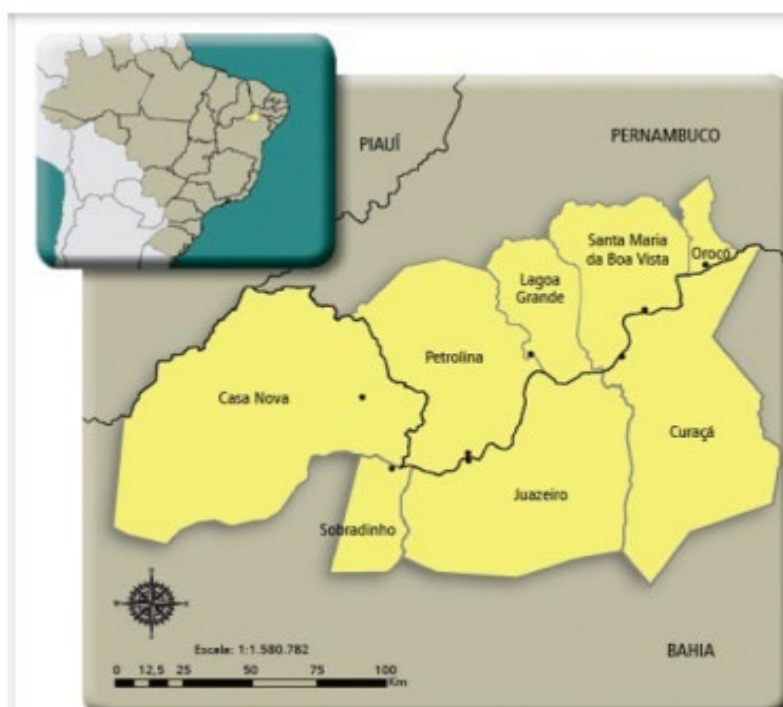 PIAUÍ
PERNAMBUCO
Santa Maria
da Boa Vista
Orocó
Lagoa
Grande
Petrolina
Casa Nova
Curaçá
Juazeiro
Sobradinho
Escala: 1:1.580.782
0 12,5 25 50 75 100
Km
BAHIA